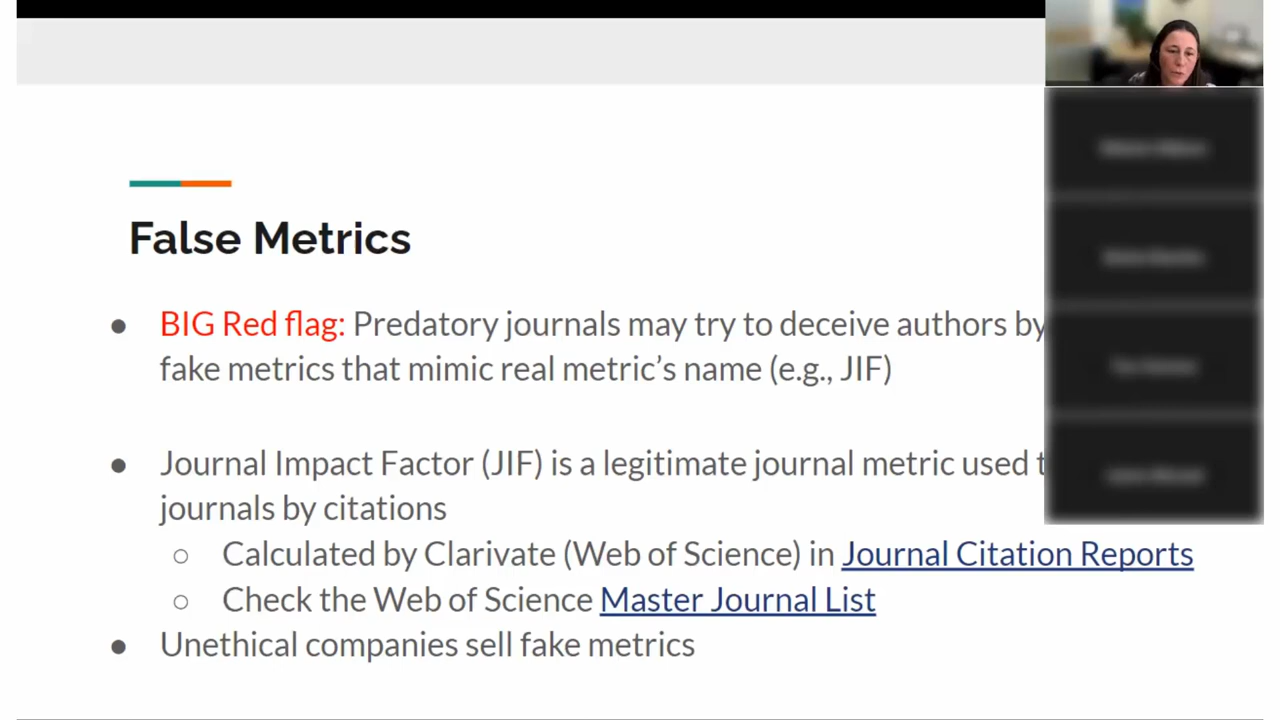 False Metrics
● BIG Red flag: Predatory journals may try to deceive authors by
fake metrics that mimic real metric’s name (e.g., JIF)
● Journal Impact Factor (JIF) is a legitimate journal metric used t
journals by citations
○ Calculated by Clarivate (Web of Science) in Journal Citation Reports
○ Check the Web of Science Master Journal List
● Unethical companies sell fake metrics